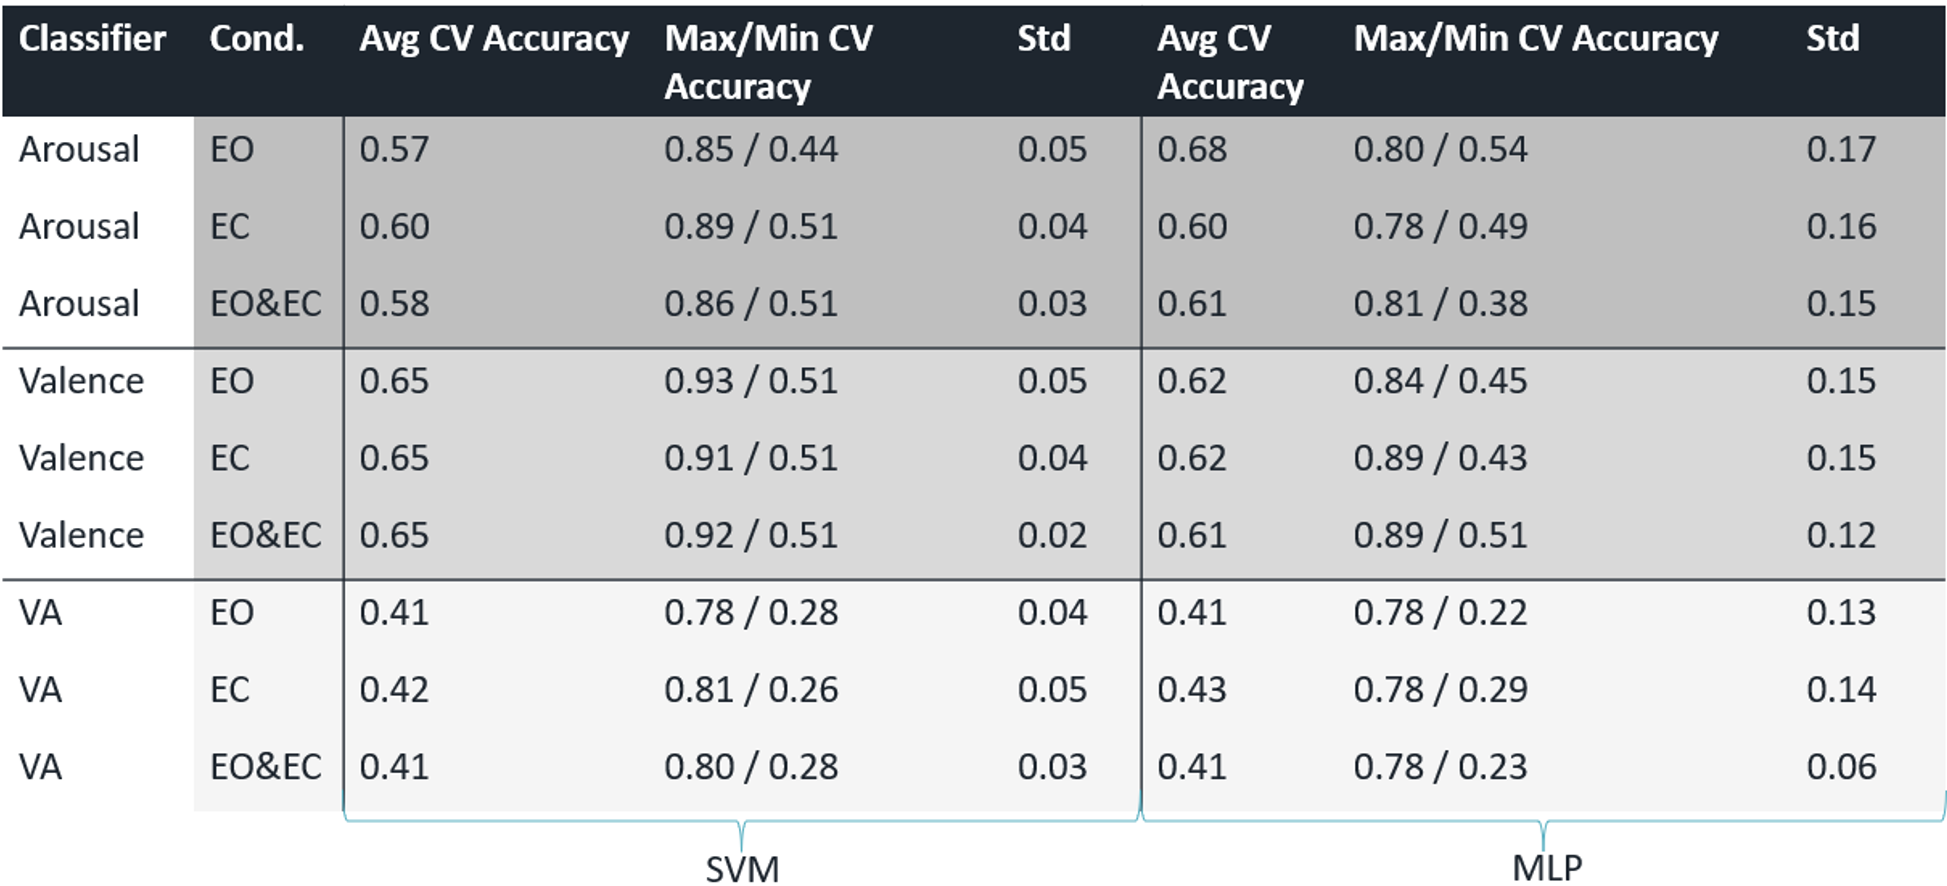 Classifier Cond. Avg CV Accuracy Max/Min CV Accuracy Std Avg CV Accuracy Max/Min CV Accuracy Std
Arousal EO 0.57 0.85 / 0.44 0.05 0.68 0.80 / 0.54 0.17
Arousal EC 0.60 0.89 / 0.51 0.04 0.60 0.78 / 0.49 0.16
Arousal EO&EC 0.58 0.86 / 0.51 0.03 0.61 0.81 / 0.38 0.15
Valence EO 0.65 0.93 / 0.51 0.05 0.62 0.84 / 0.45 0.15
Valence EC 0.65 0.91 / 0.51 0.04 0.62 0.89 / 0.43 0.15
Valence EO&EC 0.65 0.92 / 0.51 0.02 0.61 0.89 / 0.51 0.12
VA EO 0.41 0.78 / 0.28 0.04 0.41 0.78 / 0.22 0.13
VA EC 0.42 0.81 / 0.26 0.05 0.43 0.78 / 0.29 0.14
VA EO&EC 0.41 0.80 / 0.28 0.03 0.41 0.78 / 0.23 0.06
SVM MLP